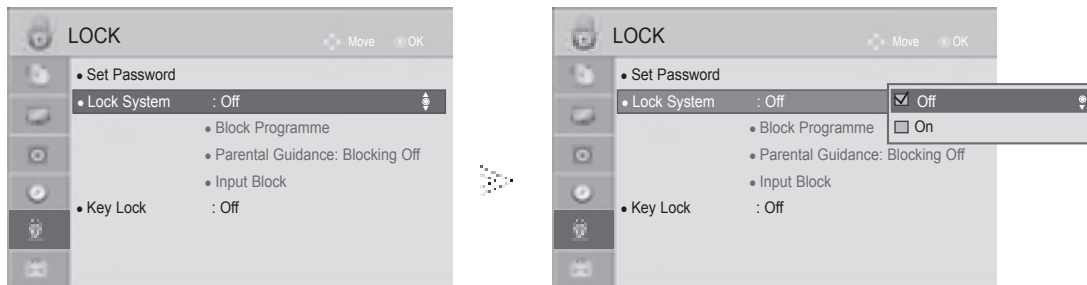 LOCK
Move OK
• Set Password
• Lock System : Off
• Block Programme
• Parental Guidance: Blocking Off
• Input Block
• Key Lock : Off
LOCK
Move OK
• Set Password
• Lock System : Off
Off
On
• Block Programme
• Parental Guidance: Blocking Off
• Input Block
• Key Lock : Off